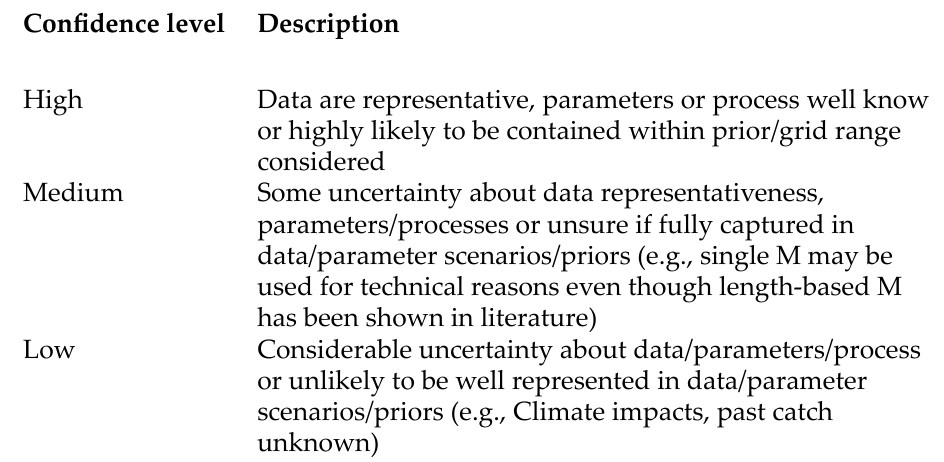 Confidence level Description
High Data are representative, parameters or process well know
or highly likely to be contained within prior/grid range
considered
Medium Some uncertainty about data representativeness,
parameters/processes or unsure if fully captured in
data/parameter scenarios/priors (e.g., single M may be
used for technical reasons even though length-based M
has been shown in literature)
Low Considerable uncertainty about data/parameters/process
or unlikely to be well represented in data/parameter
scenarios/priors (e.g., Climate impacts, past catch
unknown)